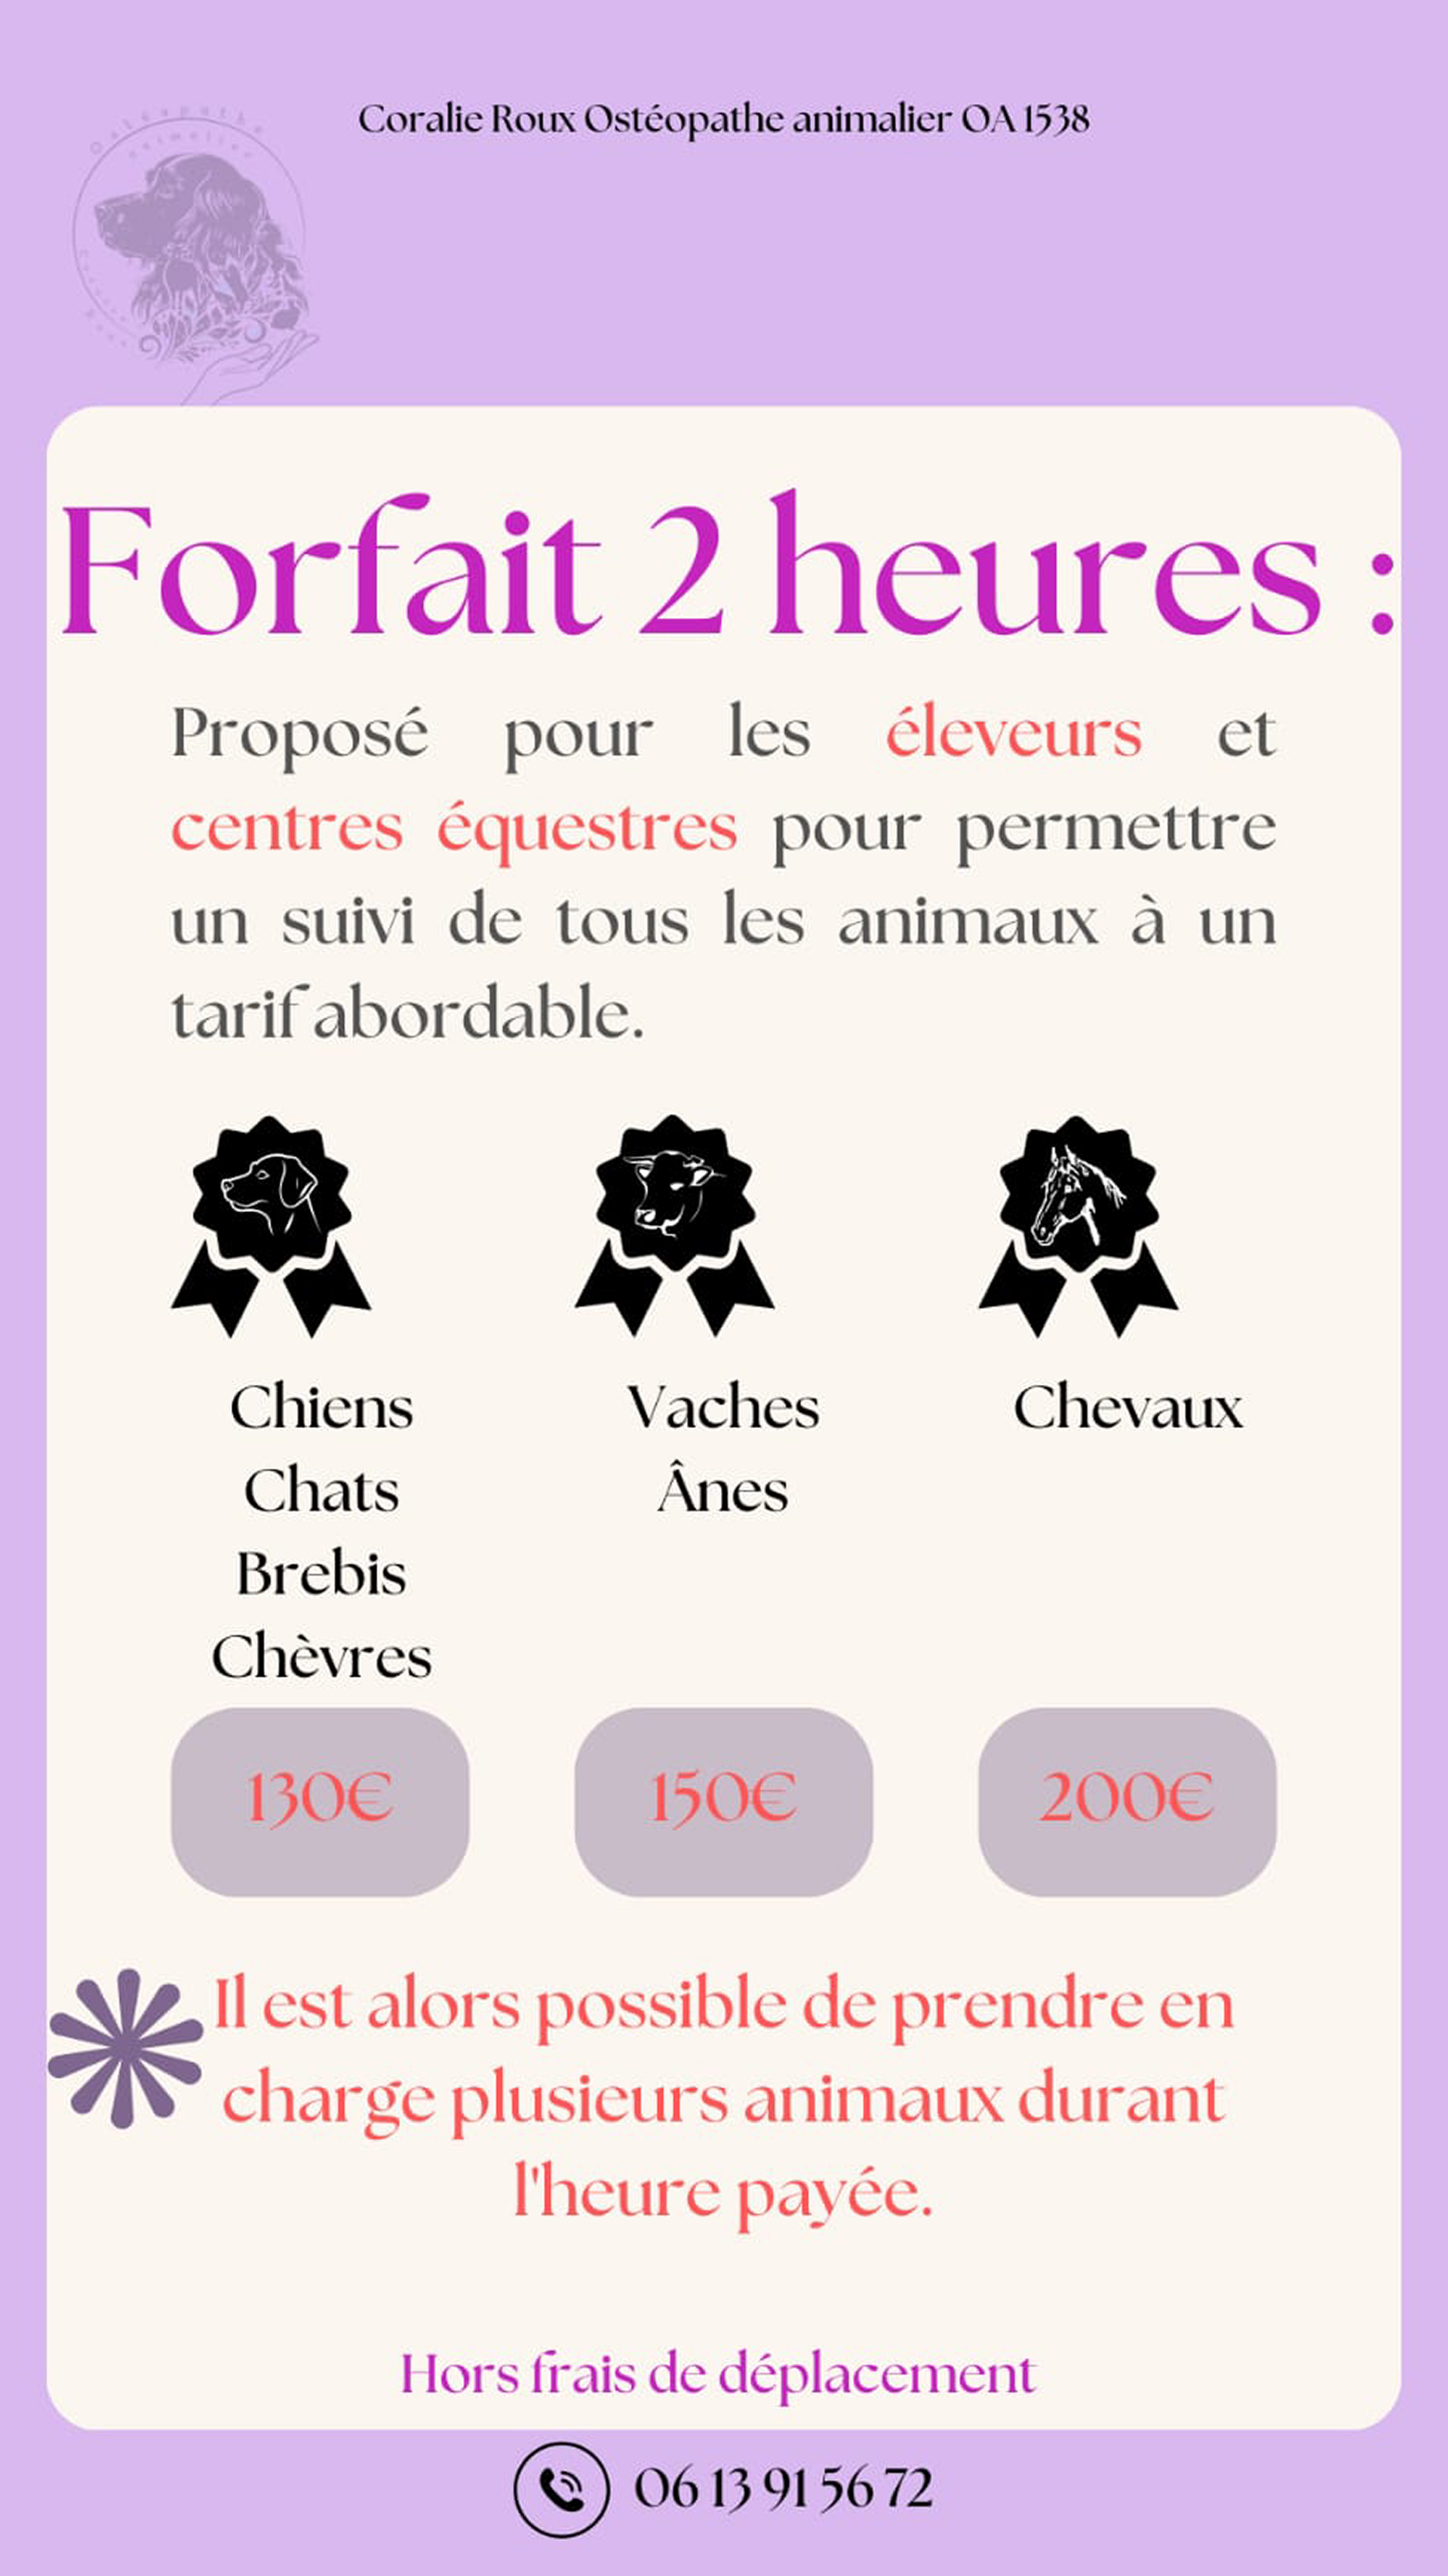 Coralie Roux Ostéopathe animalier OA 1538
Ostéopathe
animalier
Forfait 2 heures :
Proposé pour les éleveurs et
centres équestres pour permettre
un suivi de tous les animaux à un
tarif abordable.
Chiens
Chats
Brebis
Chèvres
Vaches
Ânes
Chevaux
130€
150€
200€
Il est alors possible de prendre en
charge plusieurs animaux durant
l'heure payée.
Hors frais de déplacement
06 13 91 56 72